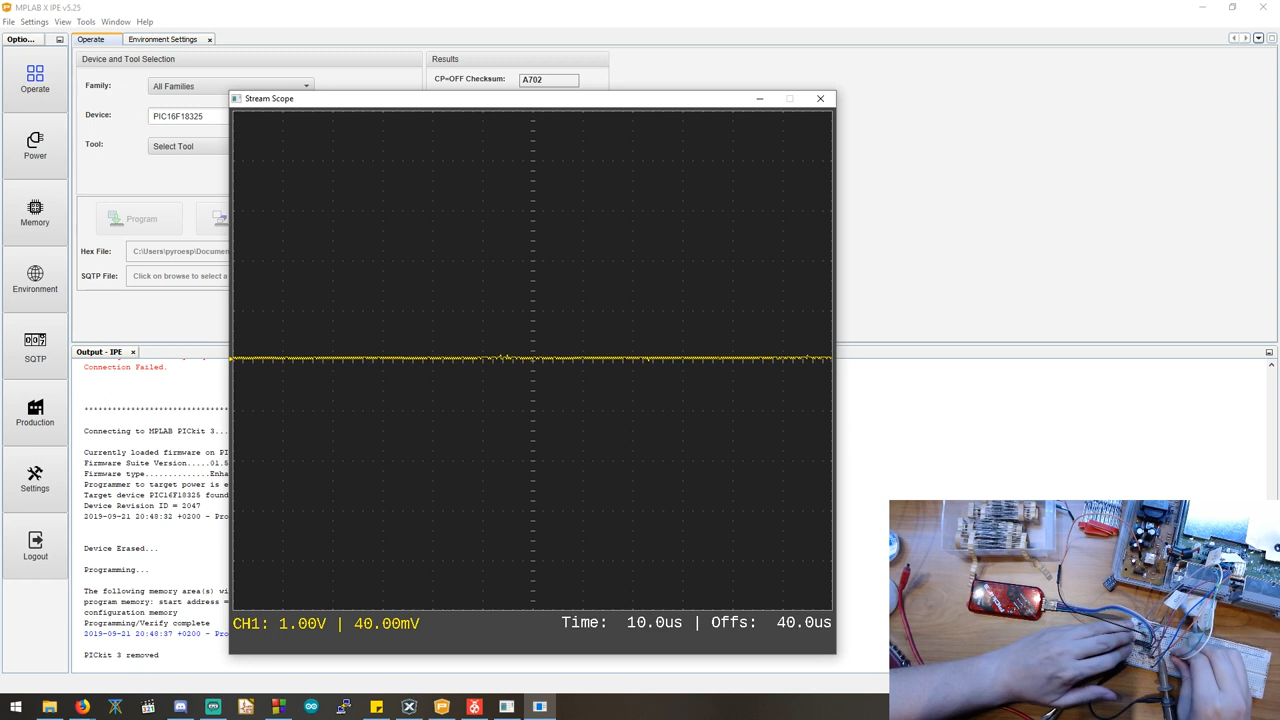 MPLAB X IPE v5.25
File Settings View Tools Window Help
Optio...
Operate
Environment Settings
Operate
Power
Memory
Environment
SQTP
Production
Settings
Logout
Device and Tool Selection
Family: All Families
Device: PIC16F18325
Tool: Select Tool
Program
Hex File: C:\Users\pyroesp\Documen
SQTP File: Click on browse to select a
Results
CP=OFF Checksum: A702
Stream Scope
CH1: 1.00V | 40.00mV
Time: 10.0us | Offs: 40.0us
Output - IPE
Connection Failed.
Connecting to MPLAB PICkit 3...
Currently loaded firmware on PI
Firmware Suite Version.....01.5
Firmware type.............Enha
Programmer to target power is e
Target device PIC16F18325 foun
Device Revision ID = 2047
2019-09-21 20:48:32 +0200 - Pro
Device Erased...
Programming...
The following memory area(s) wi
program memory: start address =
configuration memory
Programming/Verify complete
2019-09-21 20:48:37 +0200 - Pro
PICkit 3 removed